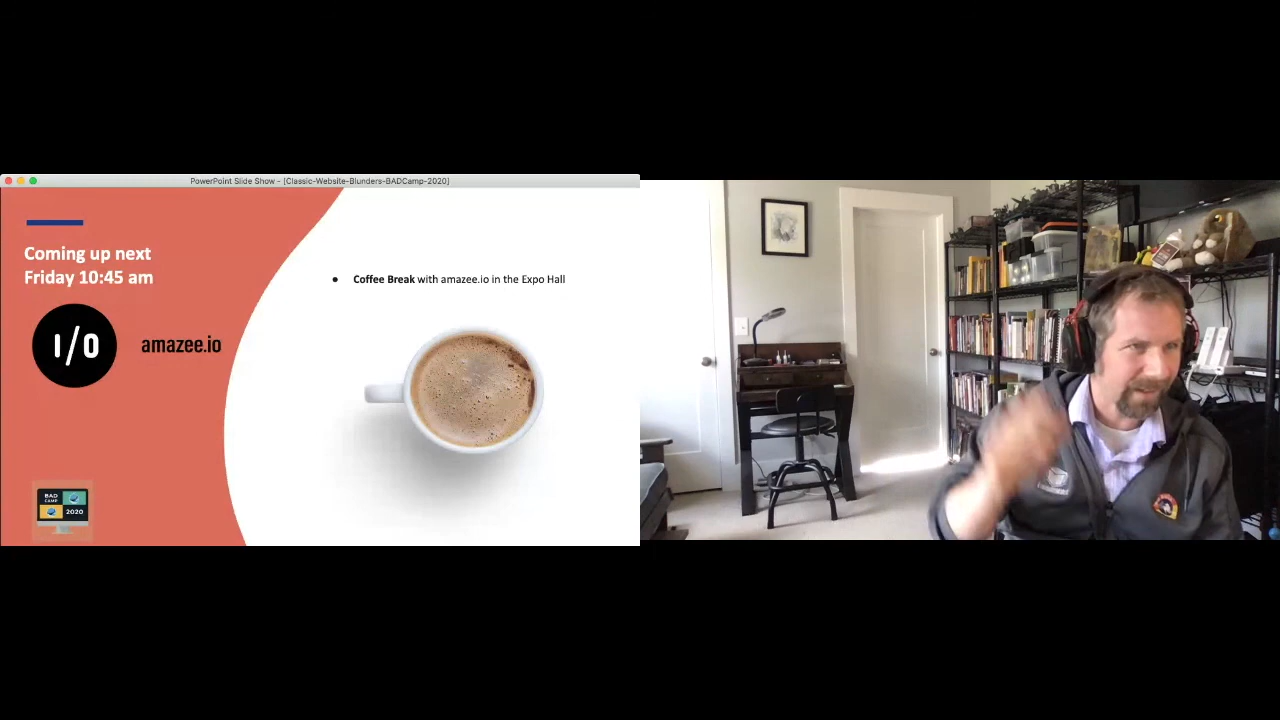 PowerPoint Slide Show - [Classic-Website-Blunders-BADCamp-2020]
Coming up next
Friday 10:45 am
I/O
amazee.io
● Coffee Break with amazee.io in the Expo Hall
BAD
CAMP
2020